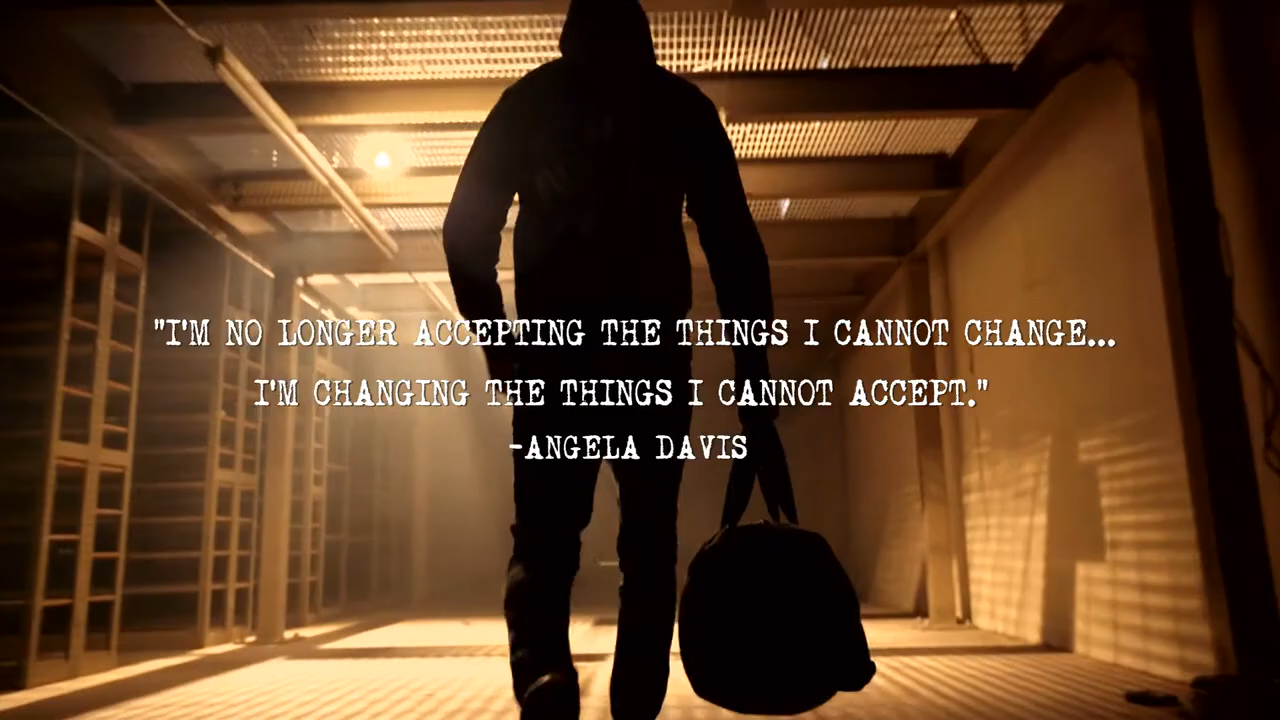 "I'M NO LONGER ACCEPTING THE THINGS I CANNOT CHANGE...
I'M CHANGING THE THINGS I CANNOT ACCEPT."
-ANGELA DAVIS